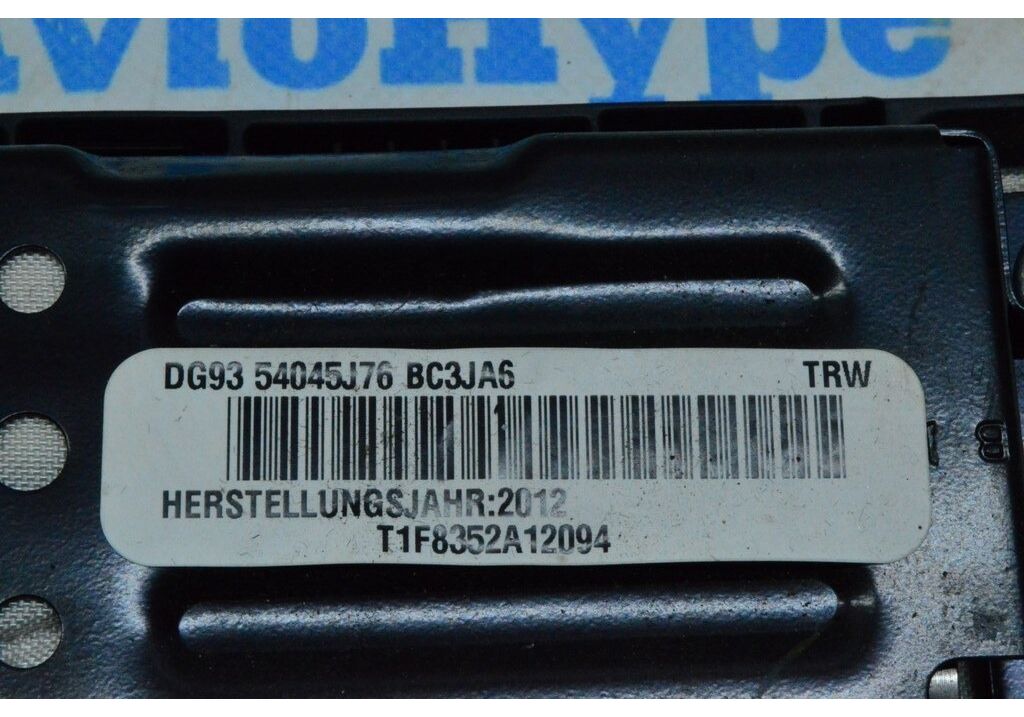 DG93 54045J76 BC3JA6 TRW
HERSTELLUNGSJAHR:2012
T1F8352A12094